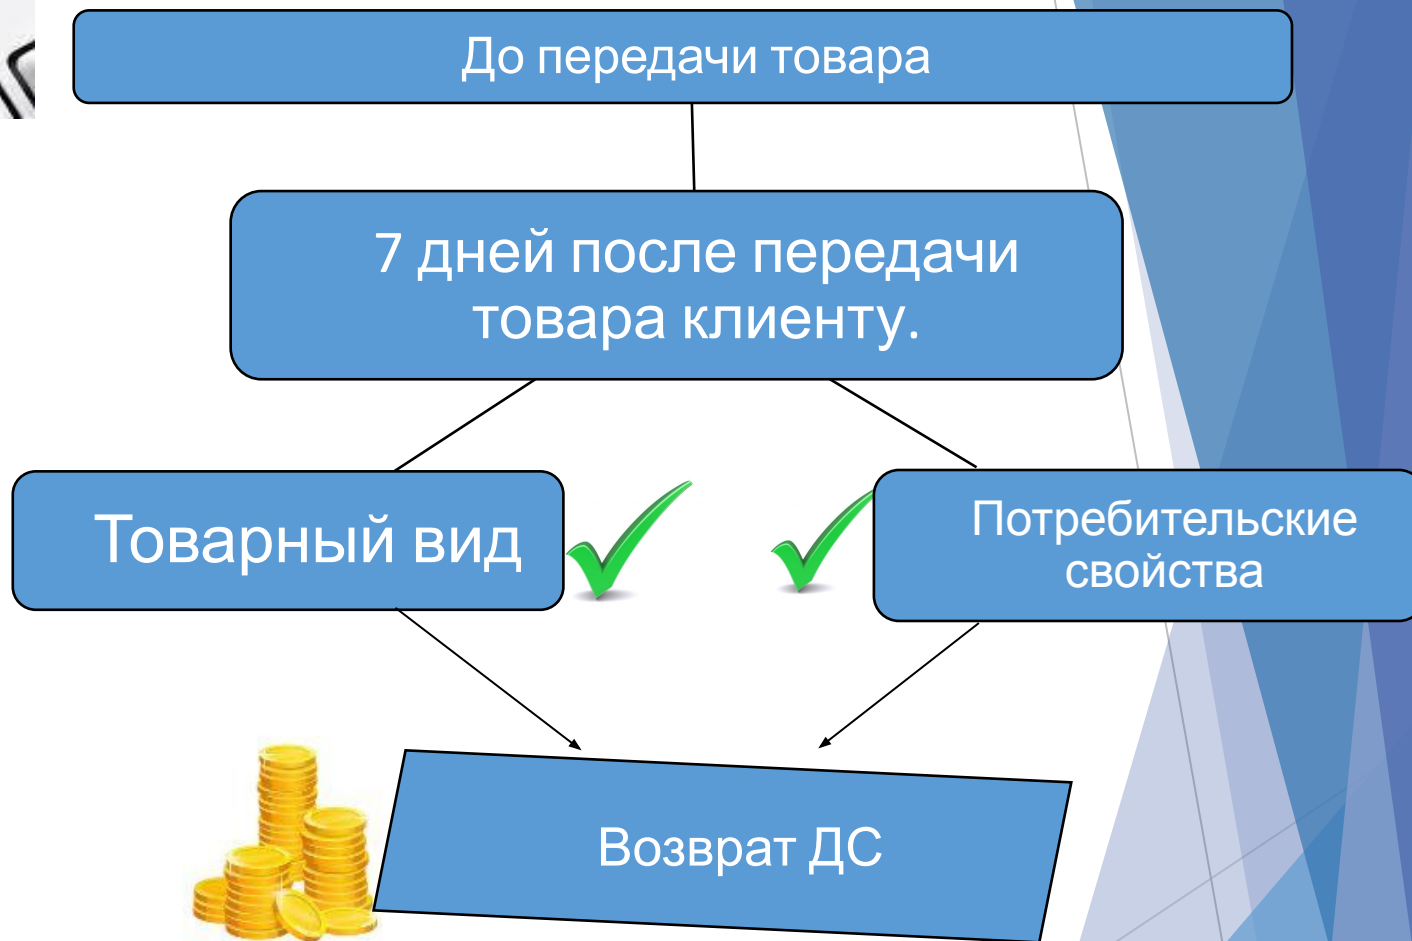 До передачи товара
7 дней после передачи
товара клиенту.
Товарный вид
Потребительские
свойства
Возврат ДС